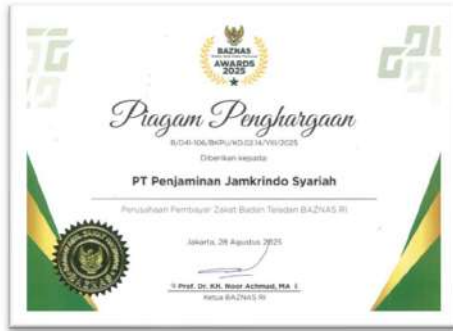 BAZNAS
AWARDS
2025
Piagam Penghargaan
Diberikan kepada:
PT Penjaminan Jamkrindo Syariah
Perusahaan Pembayar Zakat Badan Teladan BAZNAS RI
Jakarta, 28 Agustus 2025
Prof. Dr. KH. Noor Achmad, MA
Ketua BAZNAS RI